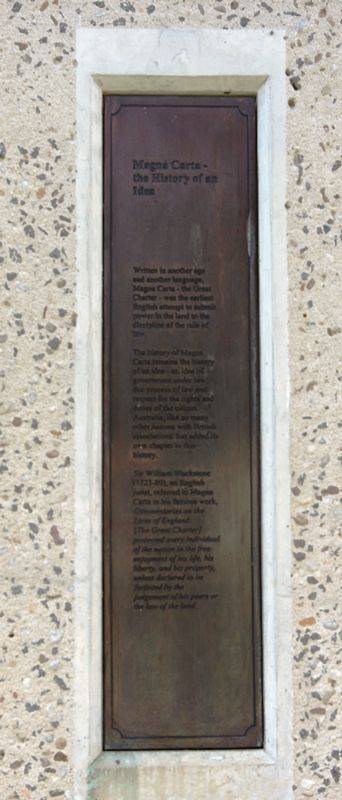 Magna Carta -
the History of an
Idea
Written in another age
and another language,
Magna Carta - the Great
Charter - was the earliest
English attempt to submit
power in the land to the
discipline of the rule of
law.
The history of Magna
Carta remains the history
of an idea - an idea of
government under law
due process of law and
respect for the rights and
duties of the citizen.
Australia, like so many
other nations with British
associations has added its
own chapter to this
history.
Sir William Blackstone
(1723-80), an English
jurist, referred to Magna
Carta in his famous work,
Commentaries on the
Laws of England:
[The Great Charter]
protected every individual
of the nation in the free
enjoyment of his life, his
liberty, and his property,
unless declared to be
forfeited by the
judgement of his peers or
the law of the land.